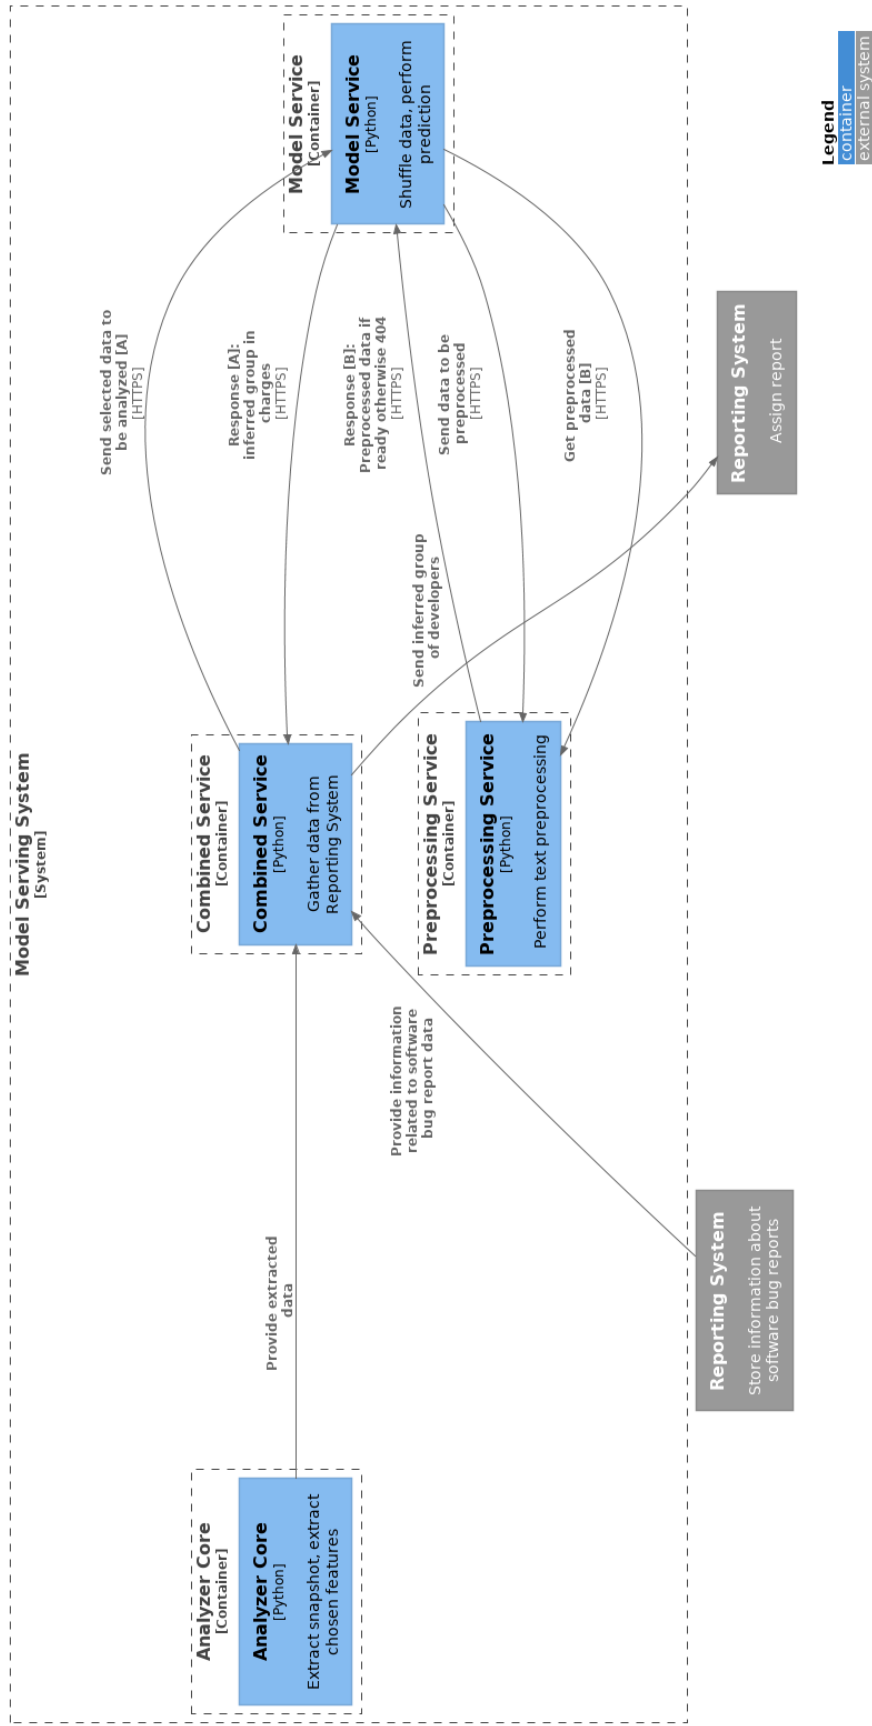 Model Serving System
[System]
Analyzer Core
[Container]
Analyzer Core
[Python]
Extract snapshot, extract
chosen features
Provide extracted
data
Combined Service
[Container]
Combined Service
[Python]
Gather data from
Reporting System
Send selected data to
be analyzed [A]
[HTTPS]
Response [A]:
inferred group in
charges
[HTTPS]
Model Service
[Container]
Model Service
[Python]
Shuffle data, perform
prediction
Response [B]:
Preprocessed data if
ready otherwise 404
[HTTPS]
Send data to be
preprocessed
[HTTPS]
Get preprocessed
data [B]
[HTTPS]
Send inferred group
of developers
Preprocessing Service
[Container]
Preprocessing Service
[Python]
Perform text preprocessing
Provide information
related to software
bug report data
Reporting System
Store information about
software bug reports
Reporting System
Assign report
Legend
container
external system